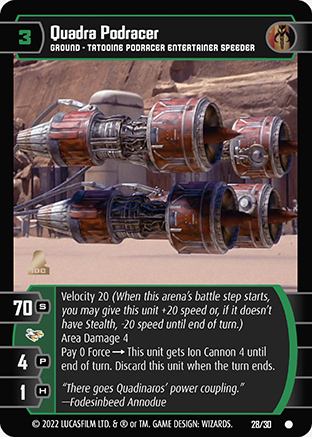 3
Quadra Podracer
GROUND - TATOOINE PODRACER ENTERTAINER SPEEDER
100
70 S
4 P
1 H
Velocity 20 (When this arena's battle step starts,
you may give this unit +20 speed or, if it doesn't
have Stealth, -20 speed until end of turn.)
Area Damage 4
Pay 0 Force → This unit gets Ion Cannon 4 until
end of turn. Discard this unit when the turn ends.
"There goes Quadinaros' power coupling."
—Fodesinbeed Annodue
© 2022 LUCASFILM LTD. & ® or TM. GAME DESIGN: WIZARDS.
28/30